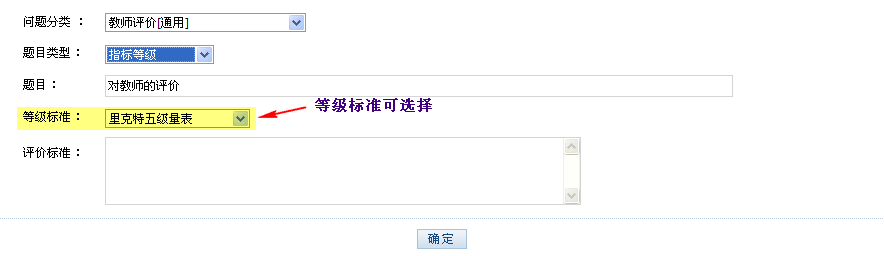 问题分类 ： 教师评价[通用]
题目类型： 指标等级
题目： 对教师的评价
等级标准： 里克特五级量表
等级标准可选择
评价标准：
确定